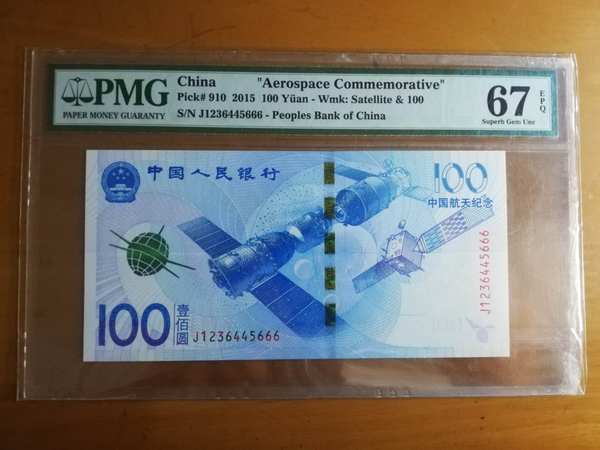 PMG
PAPER MONEY GUARANTY
China "Aerospace Commemorative"
Pick# 910 2015 100 Yüan - Wmk: Satellite & 100
S/N J1236445666 - Peoples Bank of China
67 EPQ
Superb Gem Unc
中国人民银行
100
中国航天纪念
J1236445666
100 壹佰圆
J1236445666